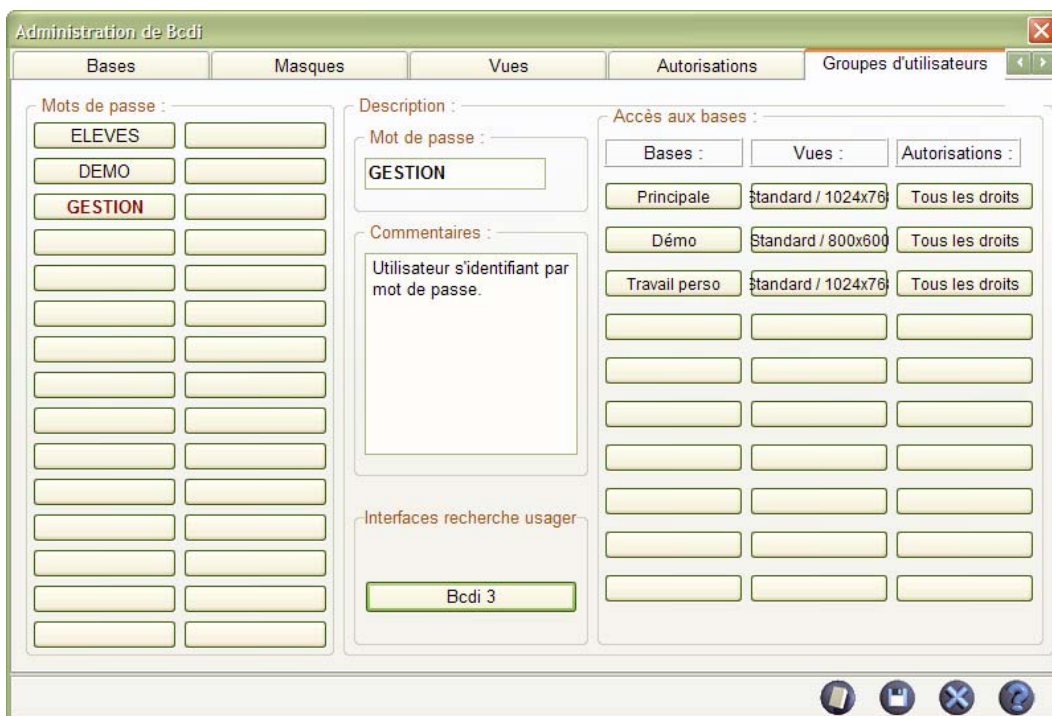 Administration de Bcdi
Bases
Masques
Vues
Autorisations
Groupes d'utilisateurs
Mots de passe :
ELEVES
DEMO
GESTION
Description :
Mot de passe :
GESTION
Commentaires :
Utilisateur s'identifiant par
mot de passe.
Interfaces recherche usager
Bcdi 3
Accès aux bases :
Bases : Vues : Autorisations :
Principale Standard / 1024x76 Tous les droits
Démo Standard / 800x600 Tous les droits
Travail perso Standard / 1024x76 Tous les droits